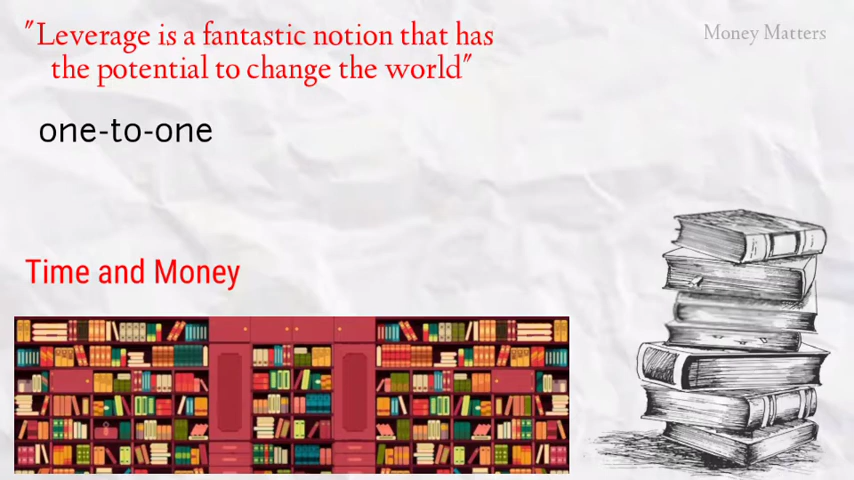 "Leverage is a fantastic notion that has
the potential to change the world"
Money Matters
one-to-one
Time and Money